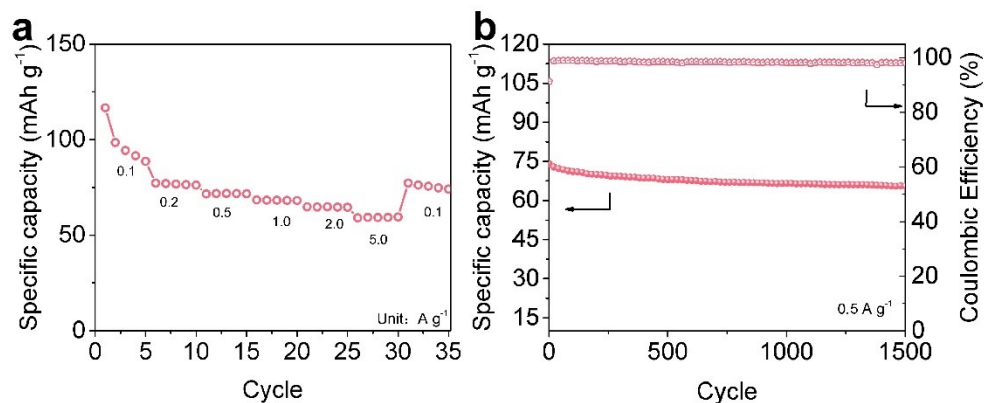 a
Specific capacity (mAh g⁻¹)
150
100
50
0
0.1
0.2
0.5
1.0
2.0
5.0
0.1
Unit: A g⁻¹
0 5 10 15 20 25 30 35
Cycle
b
Specific capacity (mAh g⁻¹)
120
105
90
75
60
45
30
15
0.5 A g⁻¹
0 500 1000 1500
Cycle
100
80
60
40
20
0
Coulombic Efficiency (%)